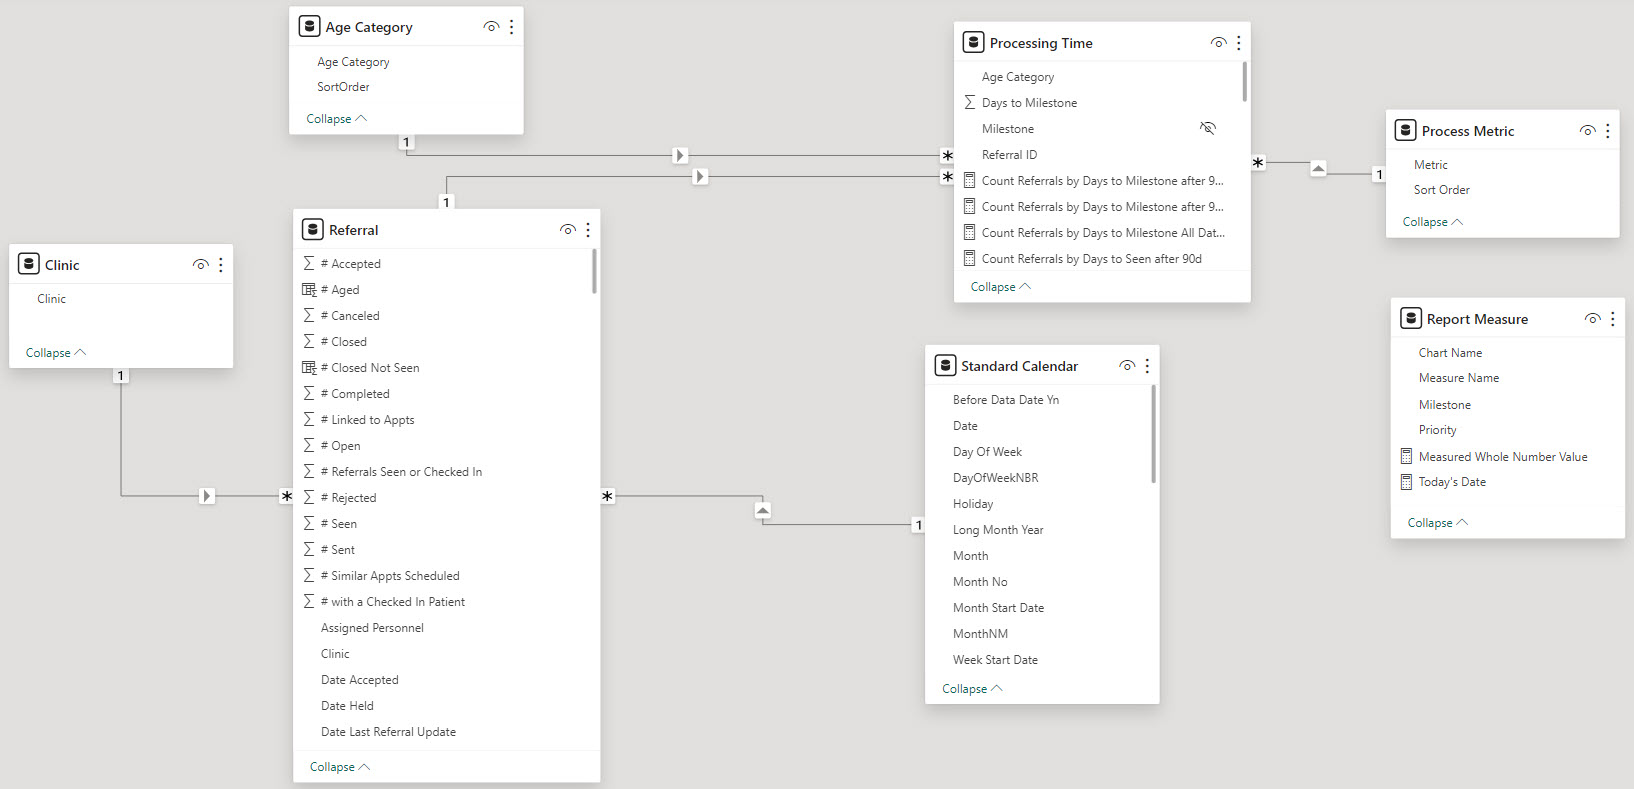 Age Category
Age Category
SortOrder
Collapse
1
Processing Time
Age Category
Days to Milestone
Milestone
Referral ID
Count Referrals by Days to Milestone after 9...
Count Referrals by Days to Milestone after 9...
Count Referrals by Days to Milestone All Dat...
Count Referrals by Days to Seen after 90d
Collapse
*
*
*
Process Metric
Metric
Sort Order
Collapse
1
Clinic
Clinic
Collapse
1
1
Referral
# Accepted
# Aged
# Canceled
# Closed
# Closed Not Seen
# Completed
# Linked to Appts
# Open
# Referrals Seen or Checked In
# Rejected
# Seen
# Sent
# Similar Appts Scheduled
# with a Checked In Patient
Assigned Personnel
Clinic
Date Accepted
Date Held
Date Last Referral Update
Collapse
*
*
Standard Calendar
Before Data Date Yn
Date
Day Of Week
DayOfWeekNBR
Holiday
Long Month Year
Month
Month No
Month Start Date
MonthNM
Week Start Date
Collapse
1
Report Measure
Chart Name
Measure Name
Milestone
Priority
Measured Whole Number Value
Today's Date
Collapse